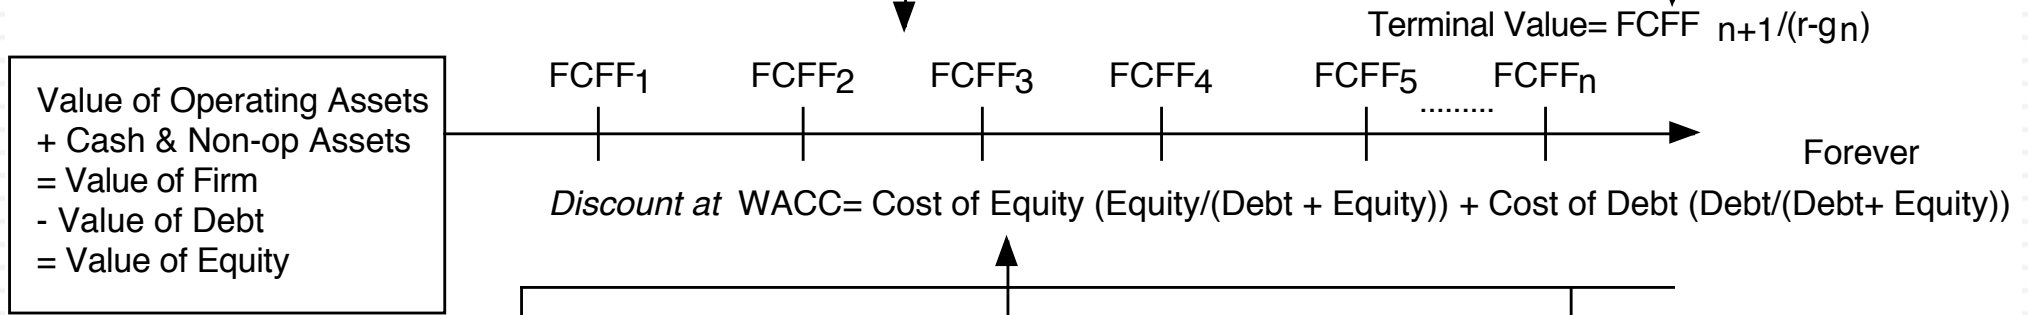 Terminal Value= FCFF n+1/(r-gn)
FCFF1 FCFF2 FCFF3 FCFF4 FCFF5 ......... FCFFn
Value of Operating Assets
+ Cash & Non-op Assets
= Value of Firm
- Value of Debt
= Value of Equity
Forever
Discount at WACC= Cost of Equity (Equity/(Debt + Equity)) + Cost of Debt (Debt/(Debt+ Equity))